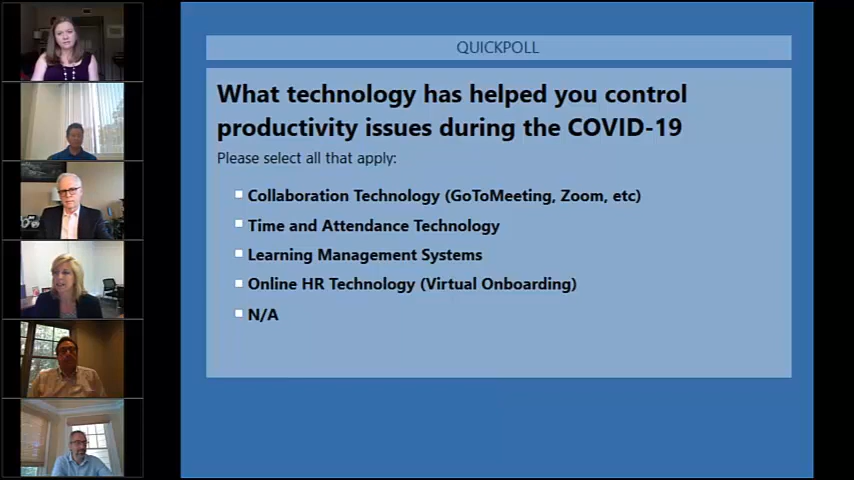 QUICKPOLL
What technology has helped you control
productivity issues during the COVID-19
Please select all that apply:
Collaboration Technology (GoToMeeting, Zoom, etc)
Time and Attendance Technology
Learning Management Systems
Online HR Technology (Virtual Onboarding)
N/A